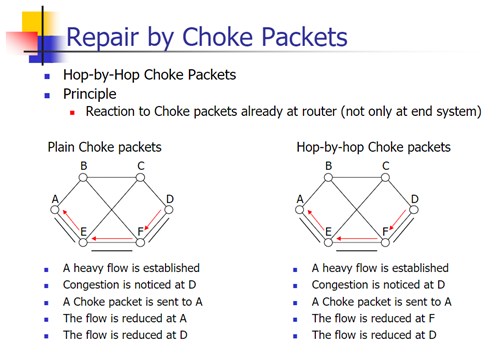 Repair by Choke Packets
Hop-by-Hop Choke Packets
Principle
Reaction to Choke packets already at router (not only at end system)
Plain Choke packets
B
C
A
D
E
F
A heavy flow is established
Congestion is noticed at D
A Choke packet is sent to A
The flow is reduced at A
The flow is reduced at D
Hop-by-hop Choke packets
B
C
A
D
E
F
A heavy flow is established
Congestion is noticed at D
A Choke packet is sent to A
The flow is reduced at F
The flow is reduced at D